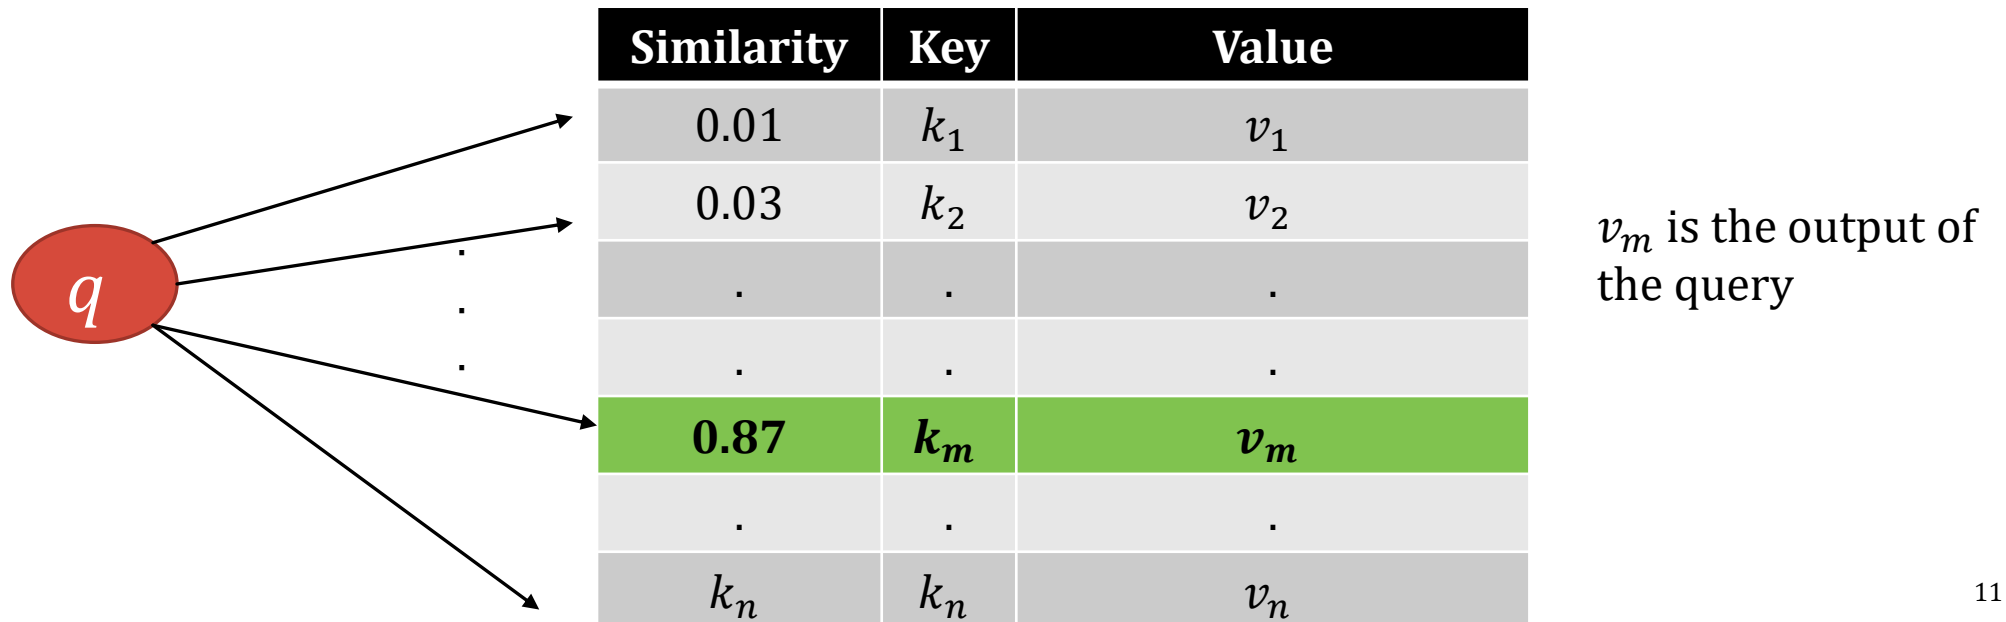 Similarity Key Value
0.01 k₁ v₁
0.03 k₂ v₂
.
. . .
q
.
.
. . .
0.87 kₘ vₘ
. . .
kₙ kₙ vₙ
vₘ is the output of
the query
11